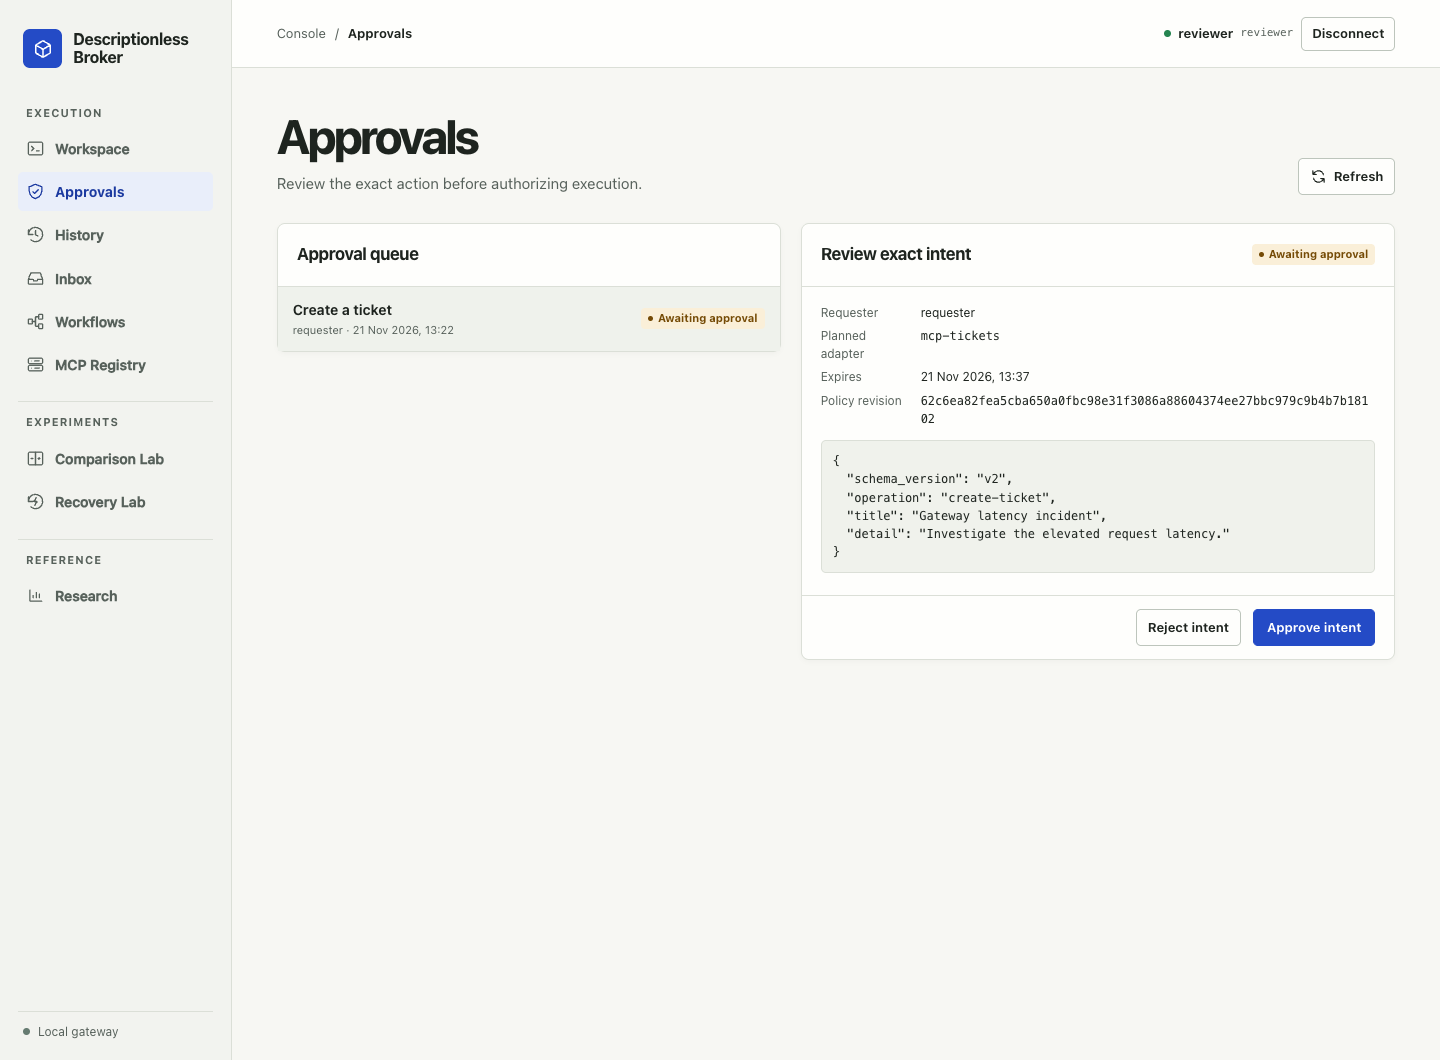 Descriptionless
Broker
EXECUTION
Workspace
Approvals
History
Inbox
Workflows
MCP Registry
EXPERIMENTS
Comparison Lab
Recovery Lab
REFERENCE
Research
Local gateway
Console / Approvals
reviewer reviewer Disconnect
Approvals
Review the exact action before authorizing execution.
Refresh
Approval queue
Create a ticket
requester · 21 Nov 2026, 13:22
Awaiting approval
Review exact intent
Awaiting approval
Requester requester
Planned
adapter
mcp-tickets
Expires 21 Nov 2026, 13:37
Policy revision 62c6ea82fea5cba650a0fbc98e31f3086a88604374ee27bbc979c9b4b7b181
02
{
"schema_version": "v2",
"operation": "create-ticket",
"title": "Gateway latency incident",
"detail": "Investigate the elevated request latency."
}
Reject intent
Approve intent